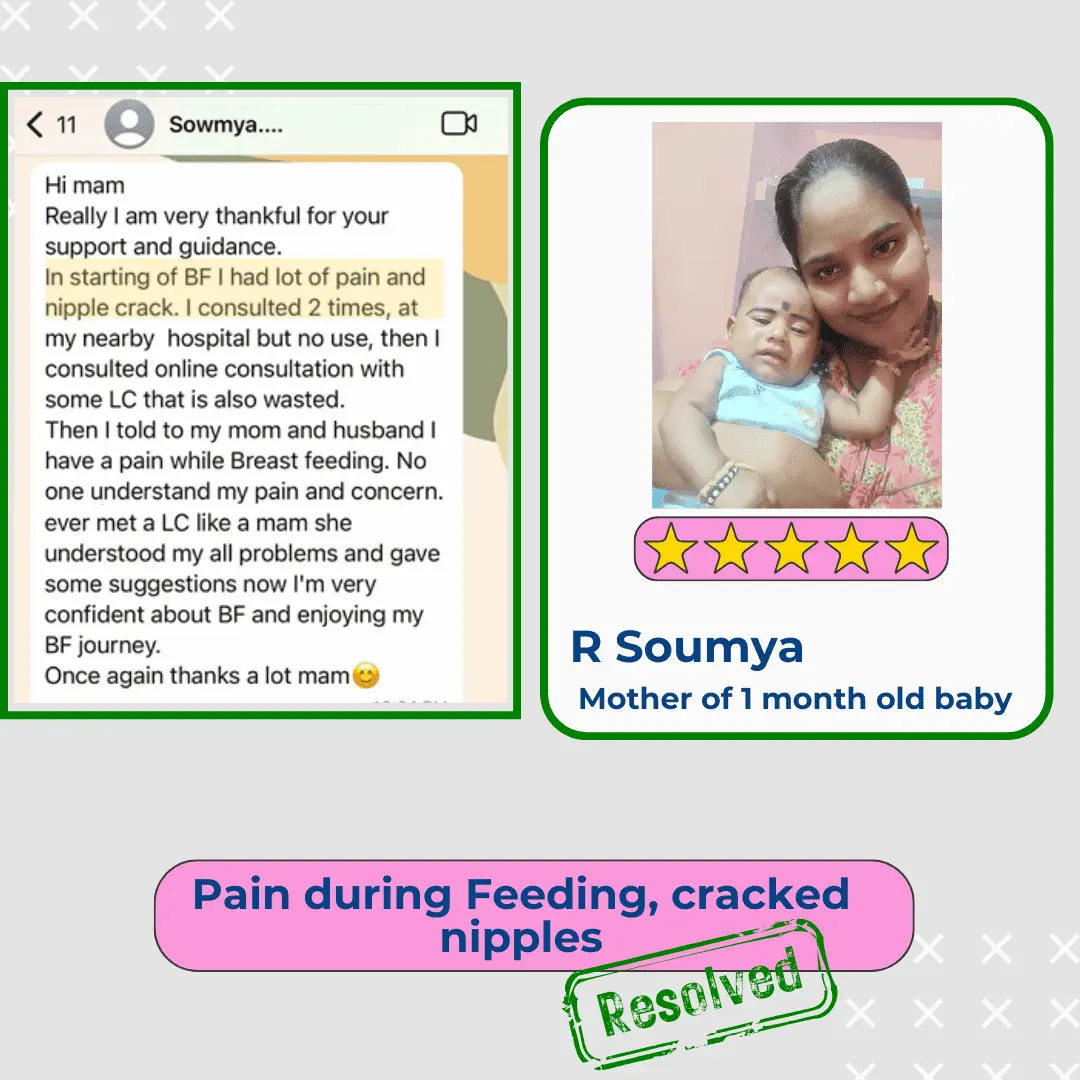 11 Sowmya....
Hi mam
Really I am very thankful for your
support and guidance.
In starting of BF I had lot of pain and
nipple crack. I consulted 2 times, at
my nearby hospital but no use, then I
consulted online consultation with
some LC that is also wasted.
Then I told to my mom and husband I
have a pain while Breast feeding. No
one understand my pain and concern.
ever met a LC like a mam she
understood my all problems and gave
some suggestions now I'm very
confident about BF and enjoying my
BF journey.
Once again thanks a lot mam😊
R Soumya
Mother of 1 month old baby
Pain during Feeding, cracked
nipples
Resolved